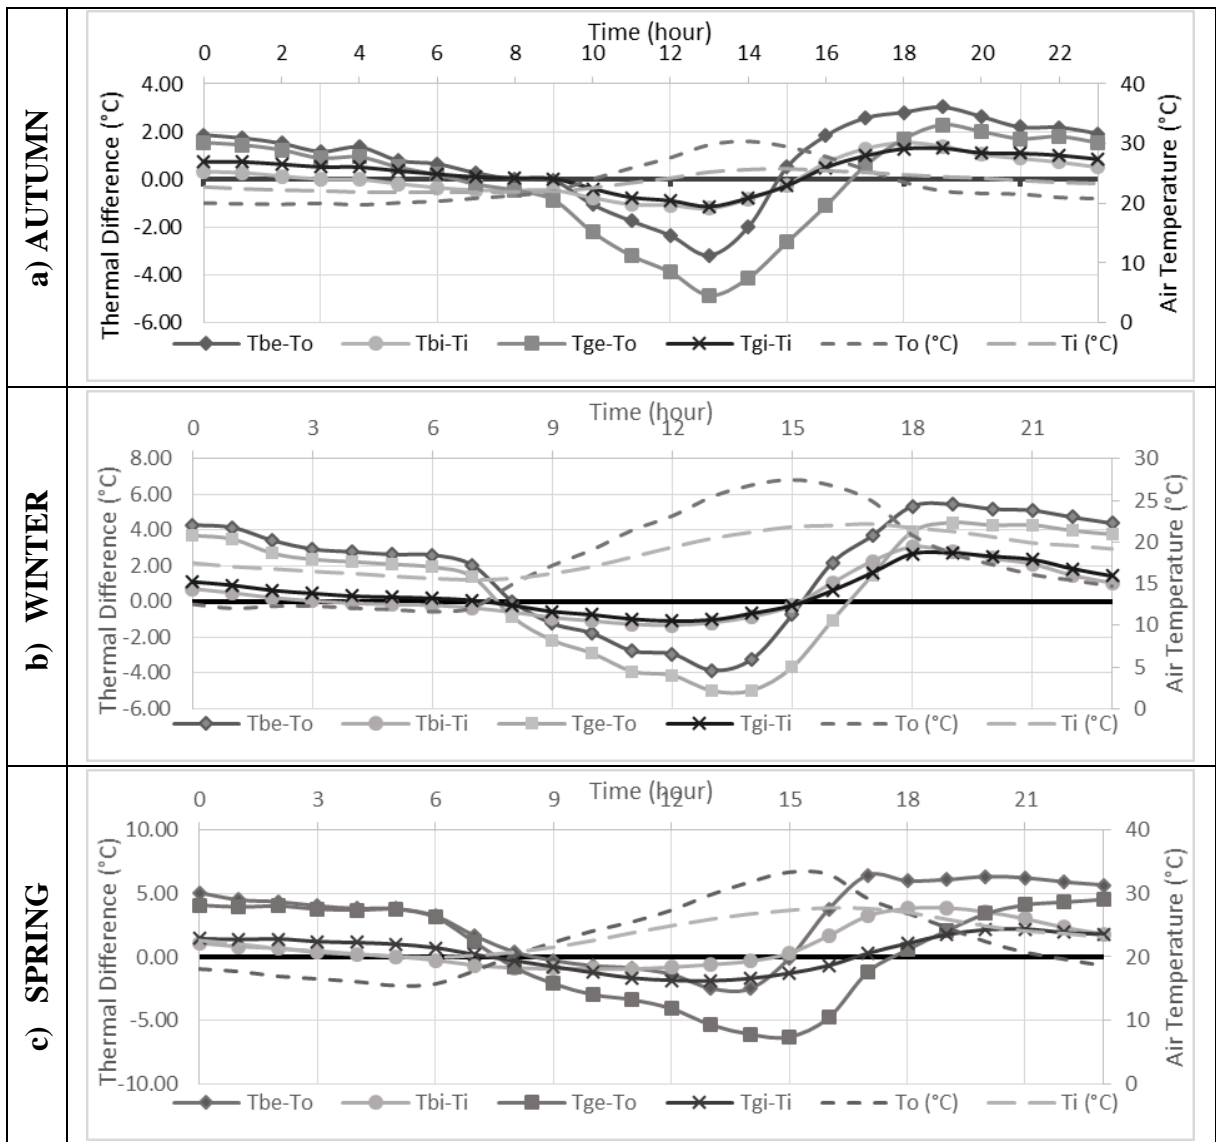 a) AUTUMN
Time (hour)
0 2 4 6 8 10 12 14 16 18 20 22
Thermal Difference (°C)
4.00
2.00
0.00
-2.00
-4.00
-6.00
Air Temperature (°C)
40
30
20
10
0
Tbe-To Tbi-Ti Tge-To Tgi-Ti To (°C) Ti (°C)
b) WINTER
Time (hour)
0 3 6 9 12 15 18 21
Thermal Difference (°C)
8.00
6.00
4.00
2.00
0.00
-2.00
-4.00
-6.00
Air Temperature (°C)
30
25
20
15
10
5
0
Tbe-To Tbi-Ti Tge-To Tgi-Ti To (°C) Ti (°C)
c) SPRING
Time (hour)
0 3 6 9 12 15 18 21
Thermal Difference (°C)
10.00
5.00
0.00
-5.00
-10.00
Air Temperature (°C)
40
30
20
10
0
Tbe-To Tbi-Ti Tge-To Tgi-Ti To (°C) Ti (°C)